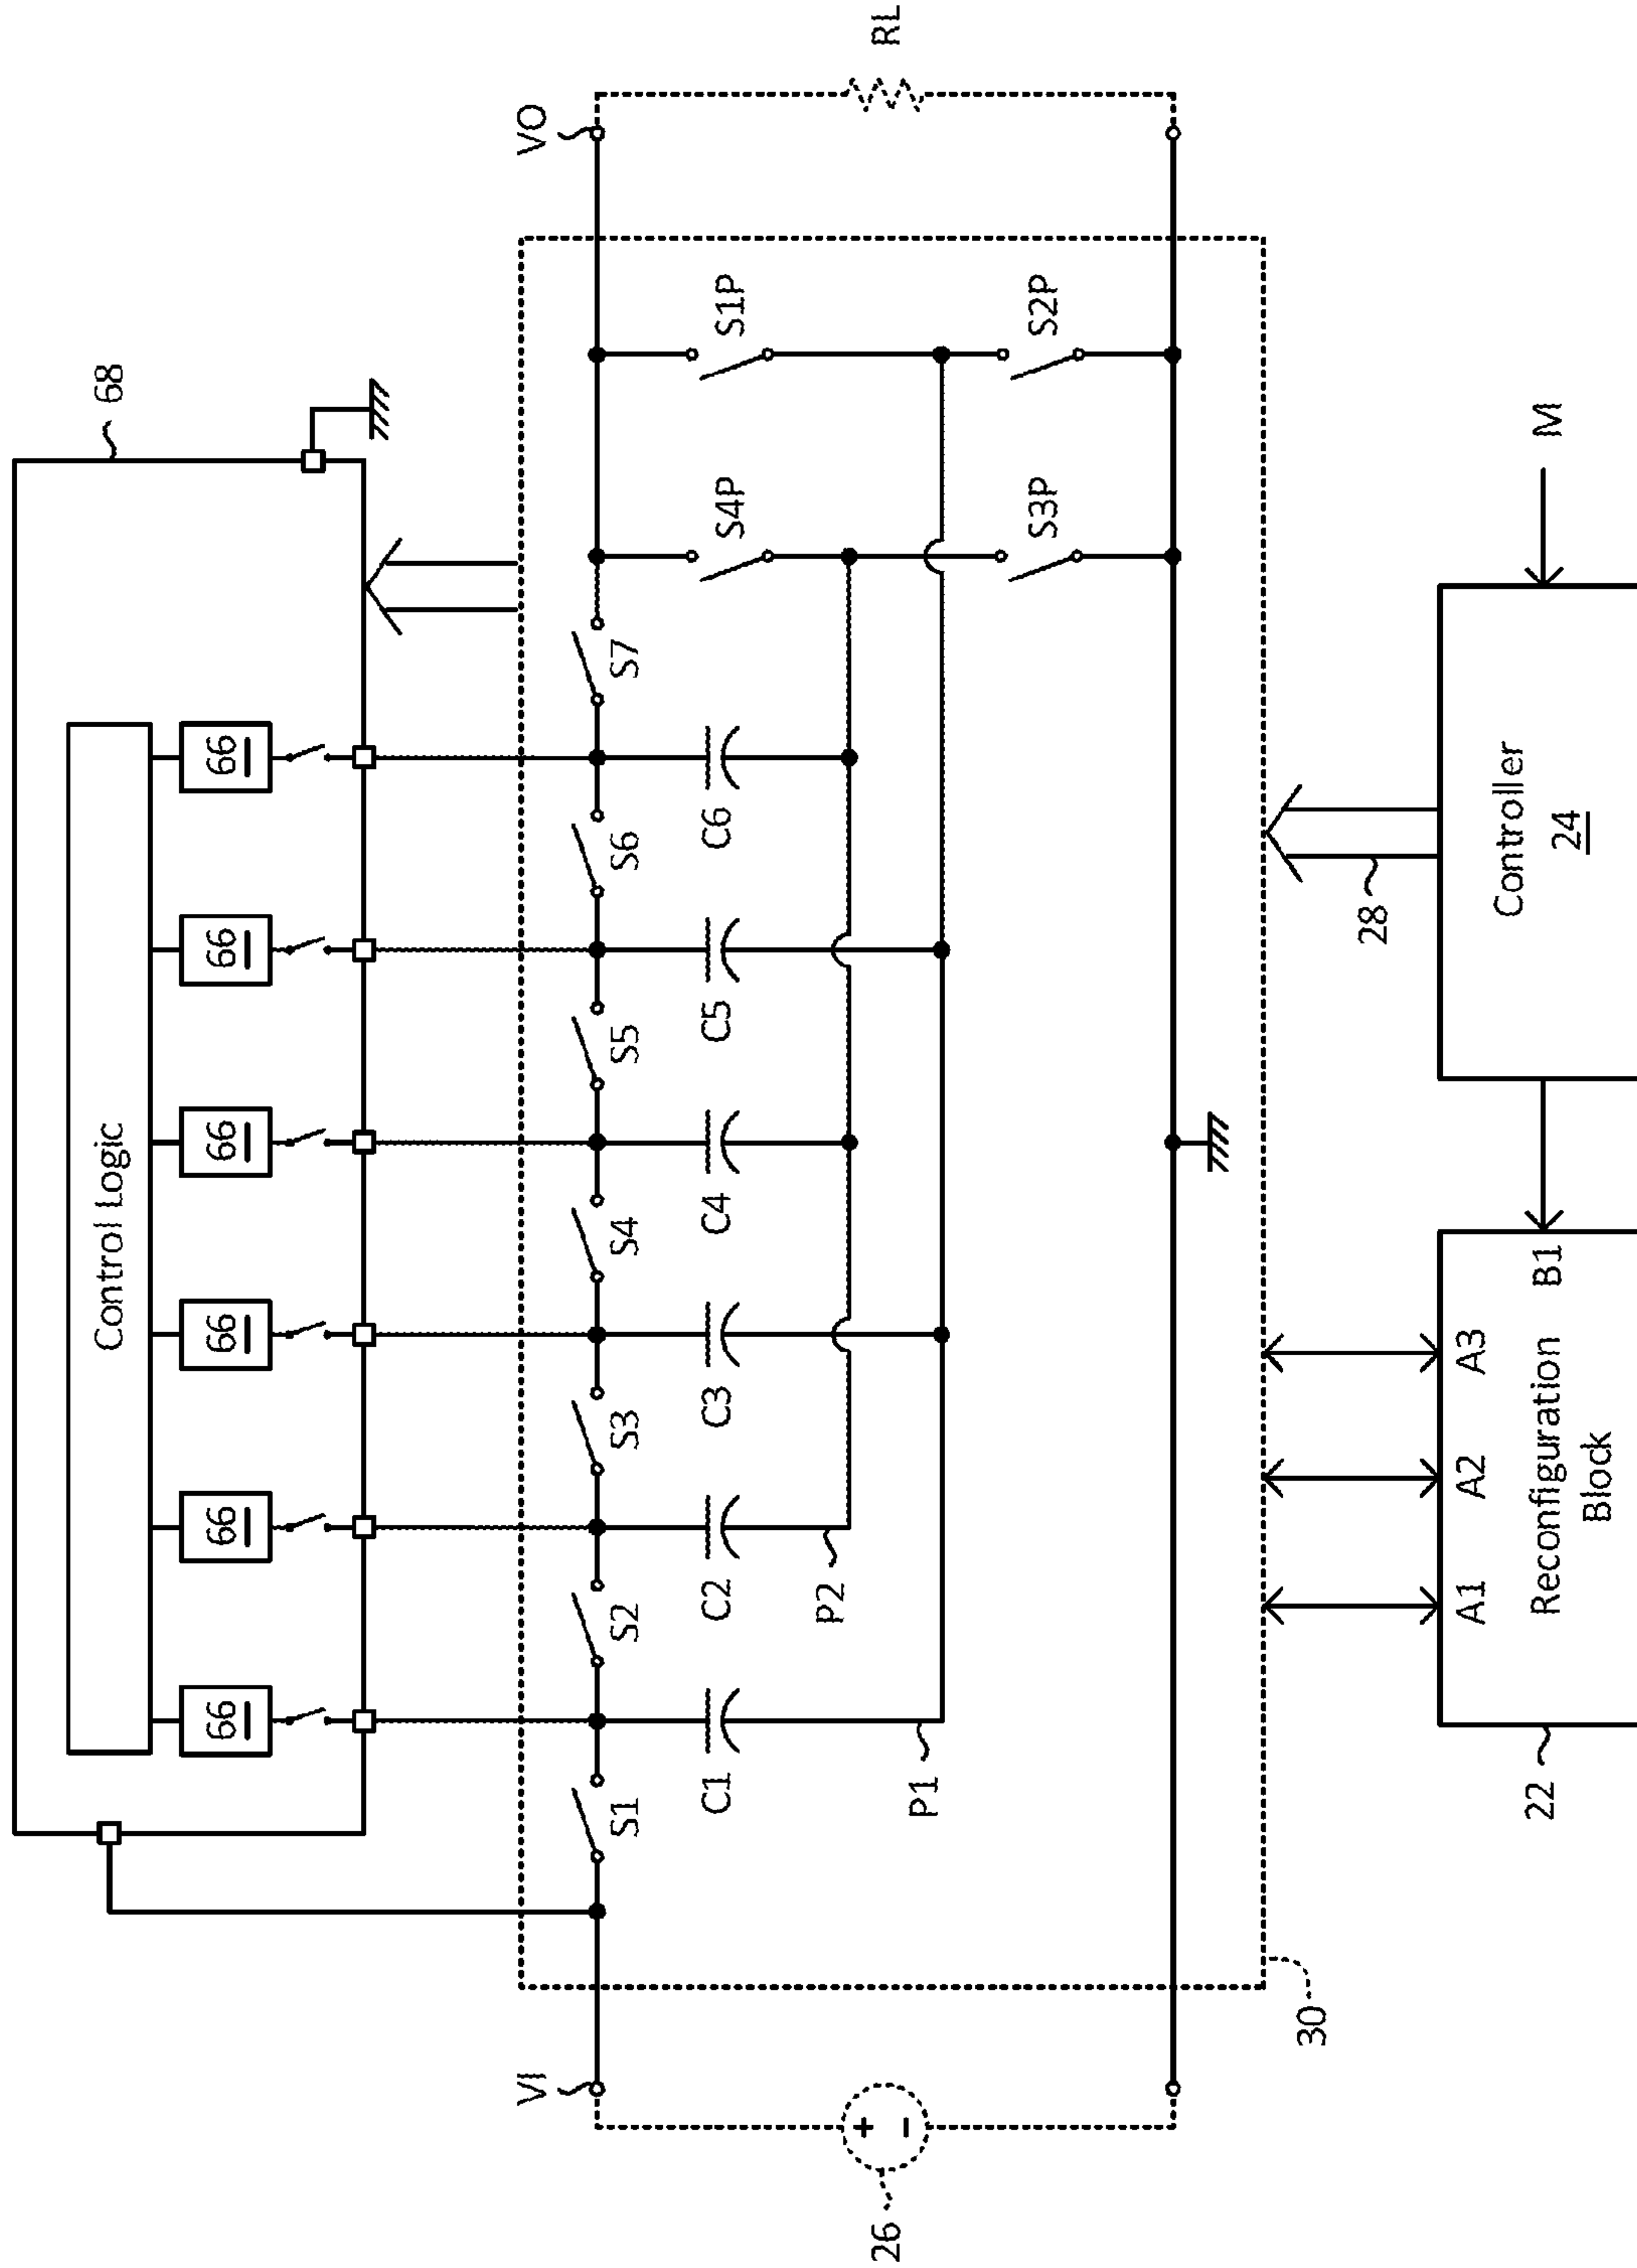 68
Control Logic
66 66 66 66 66 66
VI
VO
S1 S2 S3 S4 S5 S6 S7
C1 C2 C3 C4 C5 C6
S4P S1P
P2
P1
S3P S2P
26
RL
30
28
22
A1 A2 A3
B1
Reconfiguration
Block
Controller
24
M